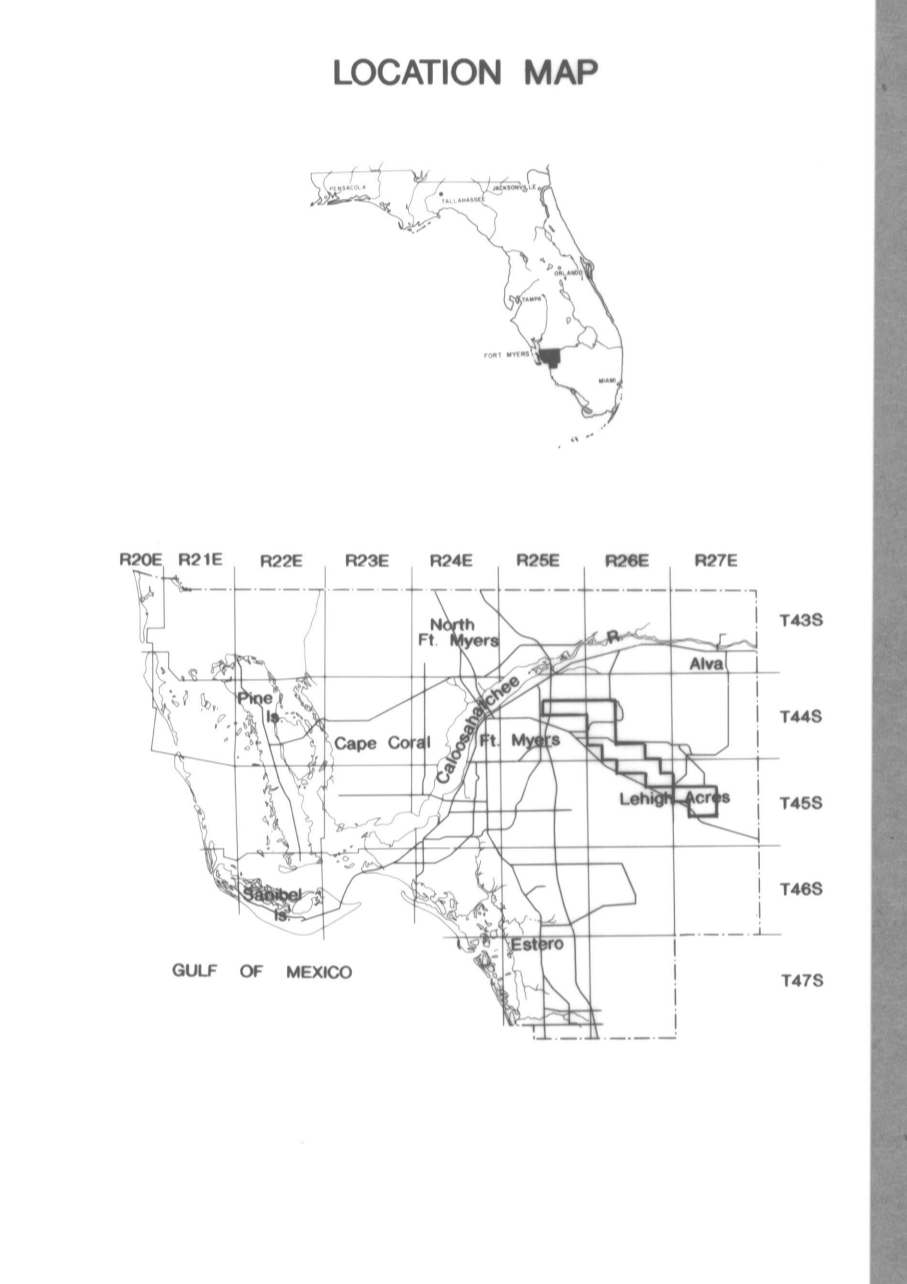 LOCATION MAP
PENSACOLA
TALLAHASSEE
JACKSONVILLE
ORLANDO
TAMPA
FORT MYERS
MIAMI
R20E R21E R22E R23E R24E R25E R26E R27E
T43S
North
Ft. Myers
R.
Alva
Pine
Is.
T44S
Caloosahatchee
Cape Coral
Ft. Myers
T45S
Lehigh Acres
T46S
Sanibel
Is.
Estero
GULF OF MEXICO
T47S